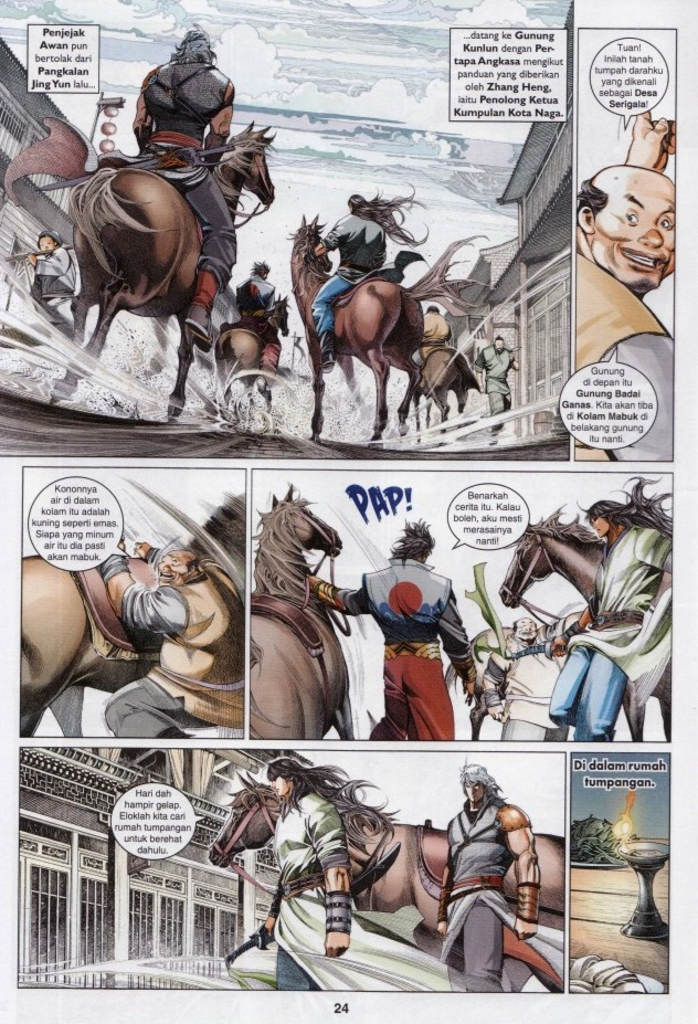 Penjejak
Awan pun
bertolak dari
Pangkalan
Jing Yun lalu...
...datang ke Gunung
Kunlun dengan Per-
tapa Angkasa mengikut
panduan yang diberikan
oleh Zhang Heng,
iaitu Penolong Ketua
Kumpulan Kota Naga.
Tuan!
Inilah tanah
tumpah darahku
yang dikenali
sebagai Desa
Serigala!
Gunung
di depan itu
Gunung Badai
Ganas. Kita akan tiba
di Kolam Mabuk di
belakang gunung
itu nanti.
Kononnya
air di dalam
kolam itu adalah
kuning seperti emas.
Siapa yang minum
air itu dia pasti
akan mabuk.
PAP!
Benarkah
cerita itu. Kalau
boleh, aku mesti
merasainya
nanti!
Hari dah
hampir gelap.
Eloklah kita cari
rumah tumpangan
untuk berehat
dahulu.
Di dalam rumah
tumpangan.
24